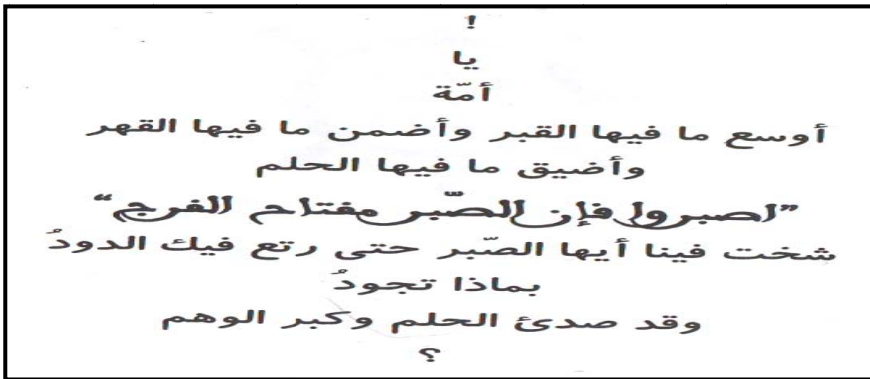 !
يا
أمّة
أوسع ما فيها القبر وأضمن ما فيها القهر
وأضيق ما فيها الحلم
"اصبروا فإن الصّبر مفتاح الفرج"
شخت فينا أيها الصّبر حتى رتع فيك الدودُ
بماذا تجودُ
وقد صدئ الحلم وكبر الوهم
؟